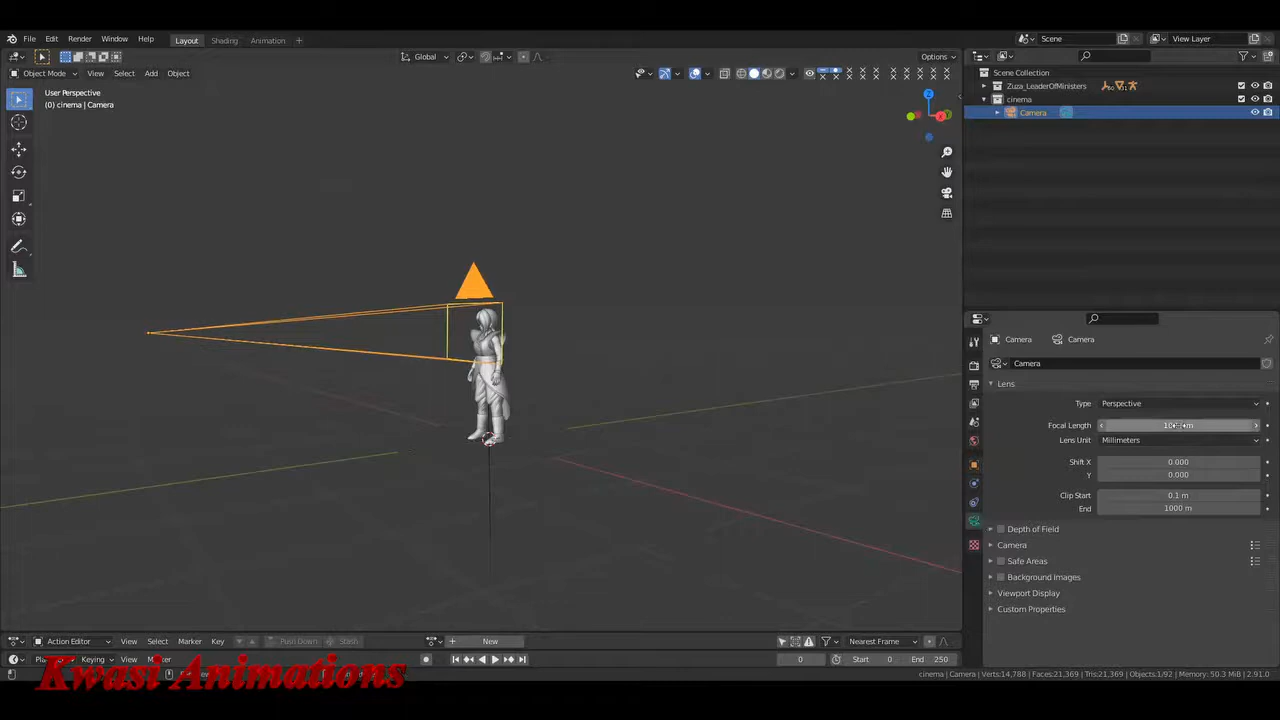 File Edit Render Window Help Layout Shading Animation + Scene View Layer
Global Options
Object Mode View Select Add Object
User Perspective
(0) cinema | Camera
Scene Collection
Zuza_LeaderOfMinisters
cinema
Camera
Camera Camera
Camera
Lens
Type Perspective
Focal Length
Lens Unit Millimeters
Shift X 0.000
Y 0.000
Clip Start 0.1 m
End 1000 m
Depth of Field
Camera
Safe Areas
Background Images
Viewport Display
Custom Properties
Action Editor View Select Marker Key Push Down Stash + New Nearest Frame
Keying View Marker 0 Start 0 End 250
Kwasi Animations
cinema | Camera | Verts:14,788 | Faces:21,369 | Tris:21,369 | Objects:1/92 | Memory: 50.3 MiB | 2.91.0